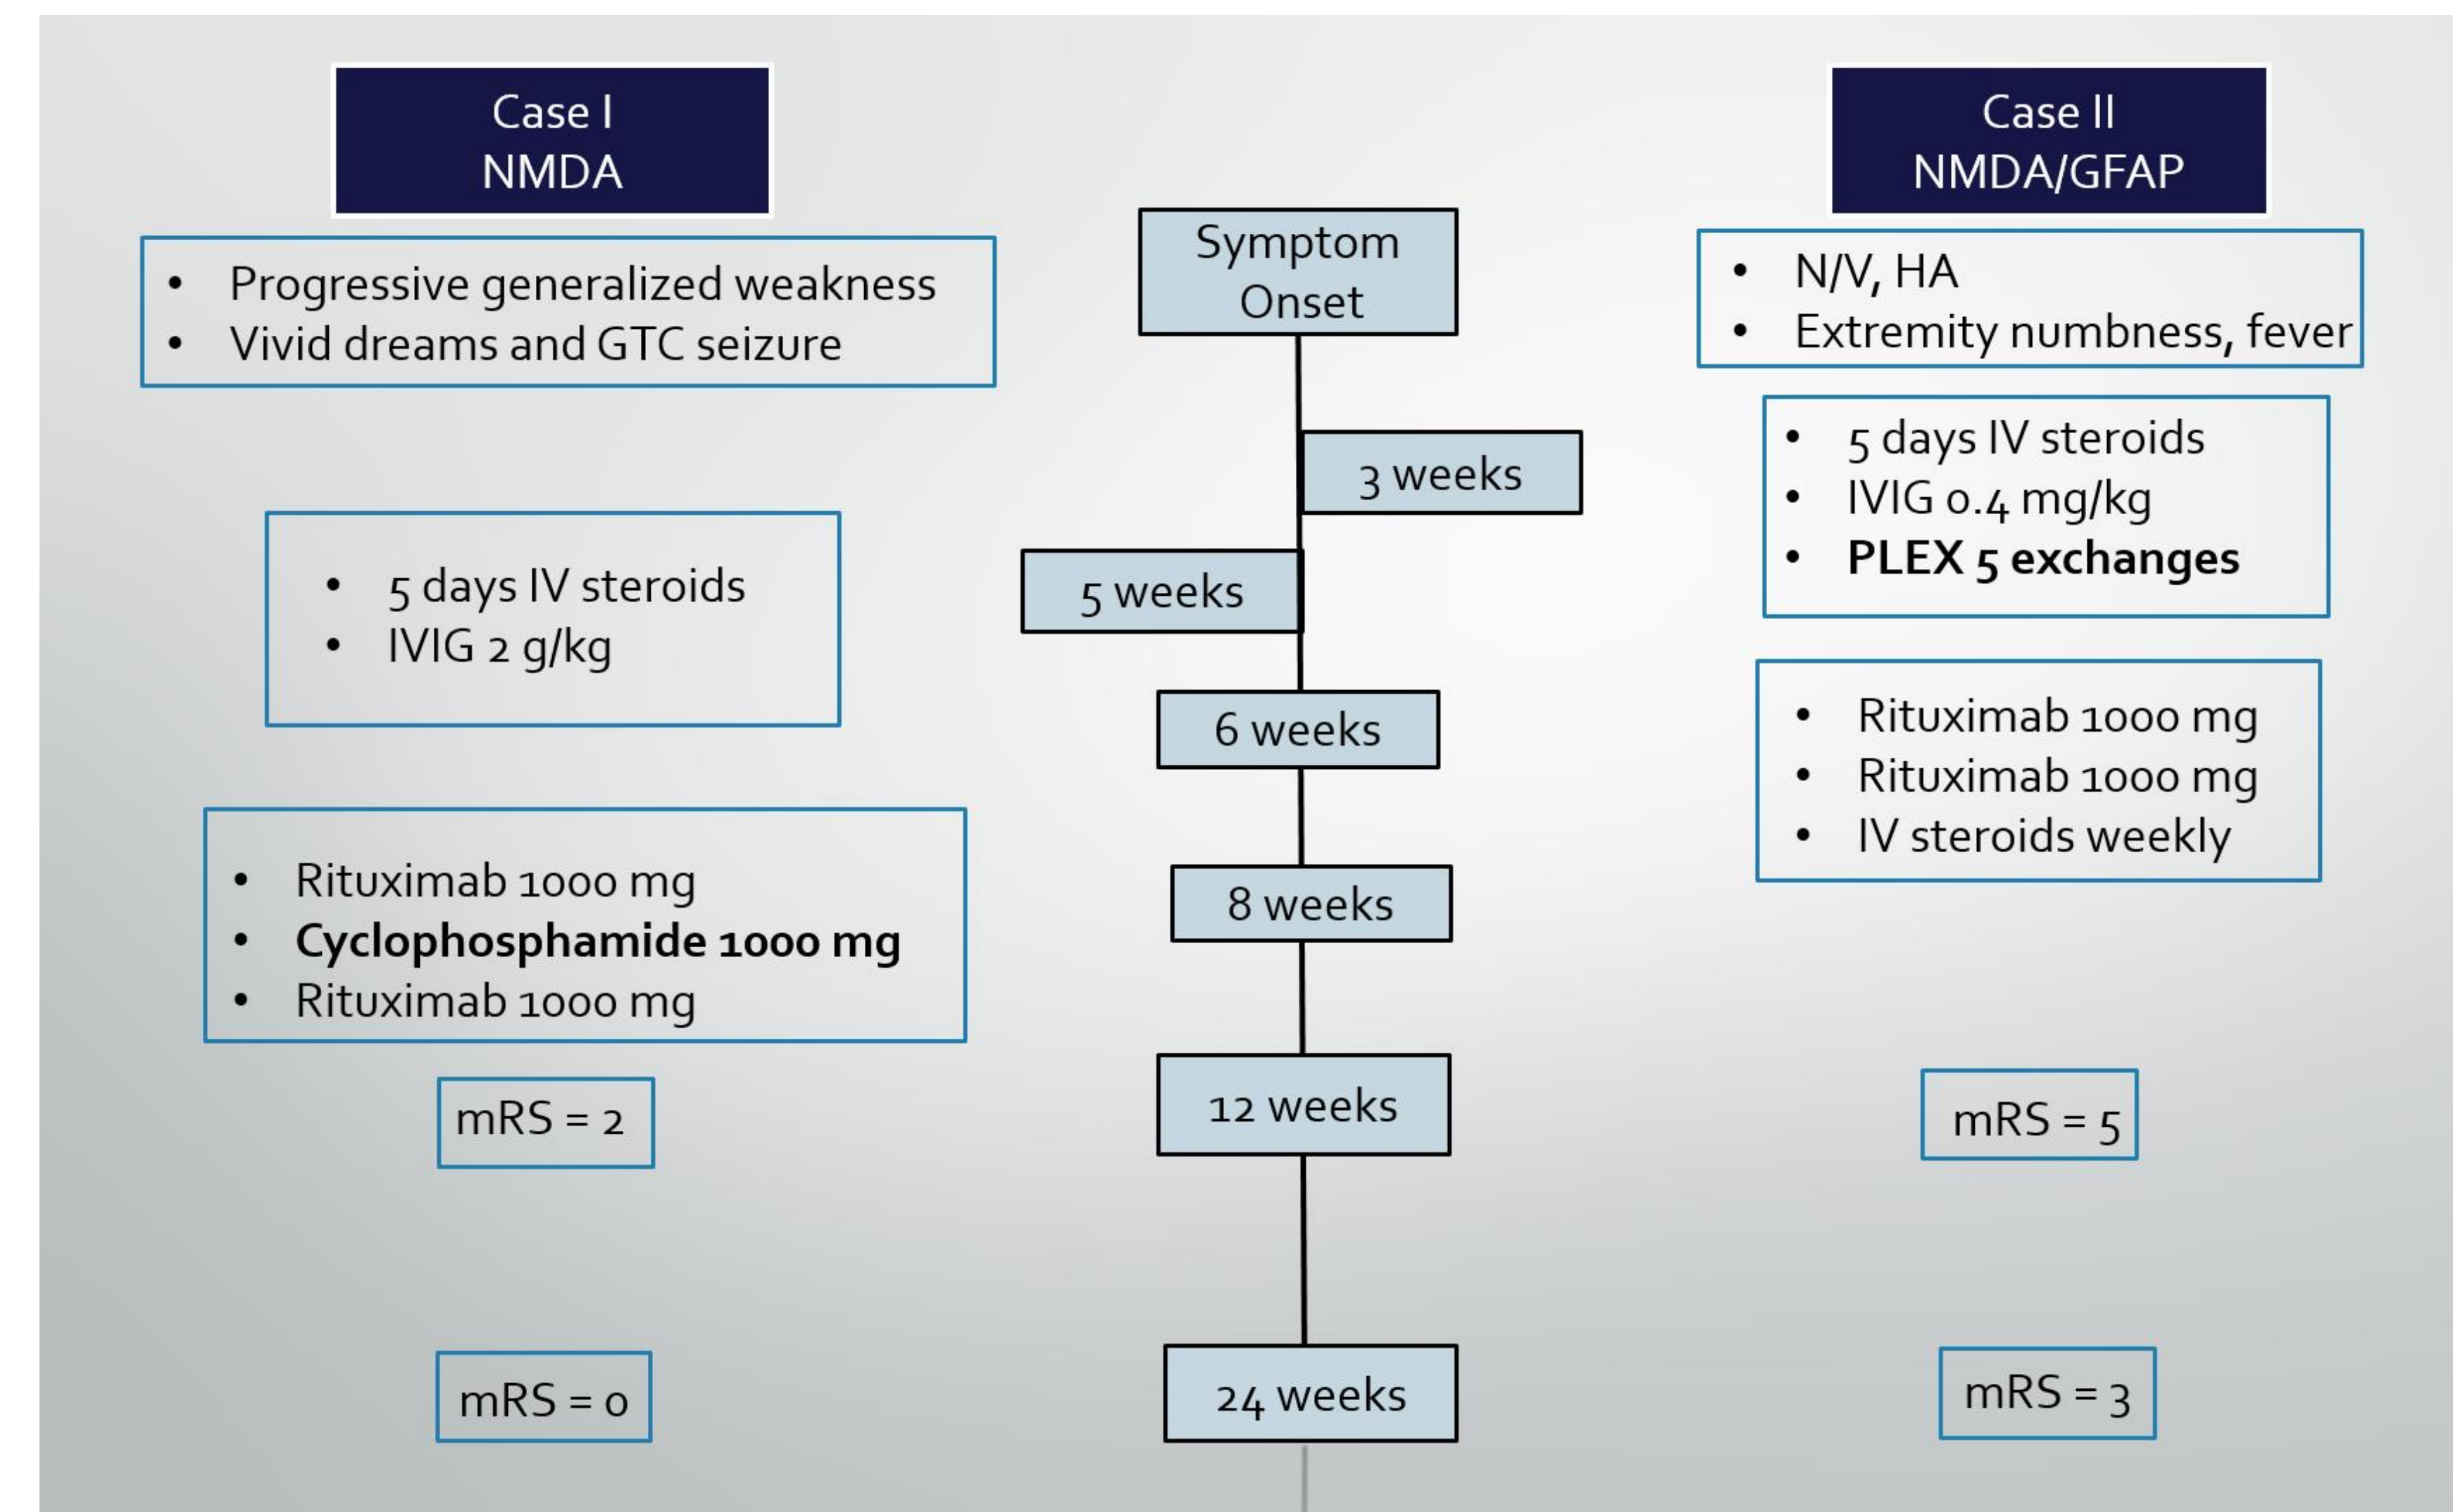 Case I
NMDA
• Progressive generalized weakness
• Vivid dreams and GTC seizure
• 5 days IV steroids
• IVIG 2 g/kg
• Rituximab 1000 mg
• Cyclophosphamide 1000 mg
• Rituximab 1000 mg
mRS = 2
mRS = 0
Symptom
Onset
3 weeks
5 weeks
6 weeks
8 weeks
12 weeks
24 weeks
Case II
NMDA/GFAP
• N/V, HA
• Extremity numbness, fever
• 5 days IV steroids
• IVIG 0.4 mg/kg
• PLEX 5 exchanges
• Rituximab 1000 mg
• Rituximab 1000 mg
• IV steroids weekly
mRS = 5
mRS = 3